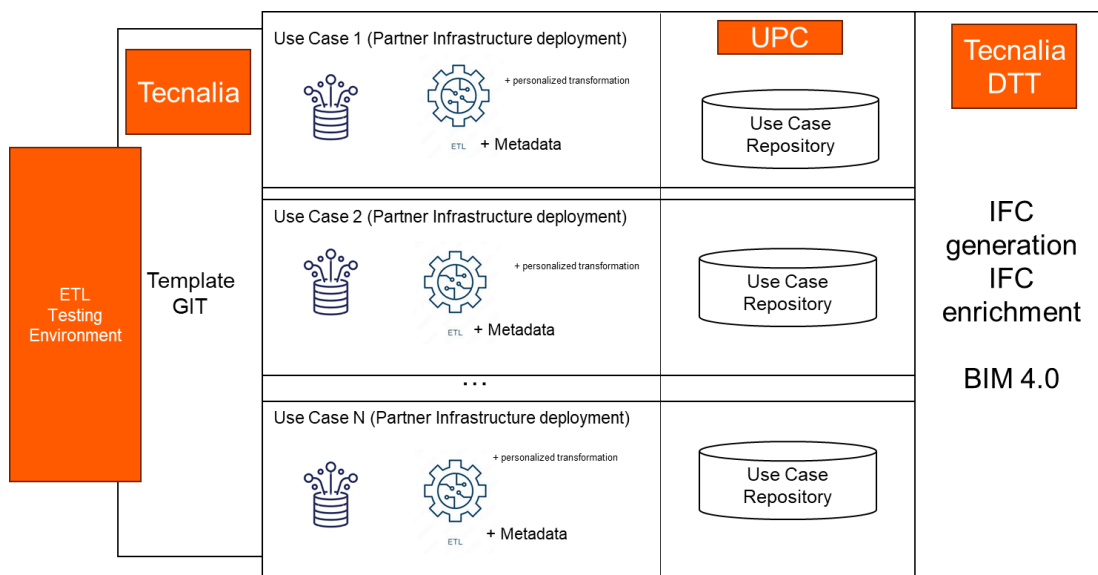 Tecnalia
ETL
Testing
Environment
Template
GIT
Use Case 1 (Partner Infrastructure deployment)
+ personalized transformation
ETL
+ Metadata
UPC
Use Case
Repository
Use Case 2 (Partner Infrastructure deployment)
+ personalized transformation
ETL
+ Metadata
Use Case
Repository
...
Use Case N (Partner Infrastructure deployment)
+ personalized transformation
ETL
+ Metadata
Use Case
Repository
Tecnalia
DTT
IFC
generation
IFC
enrichment
BIM 4.0